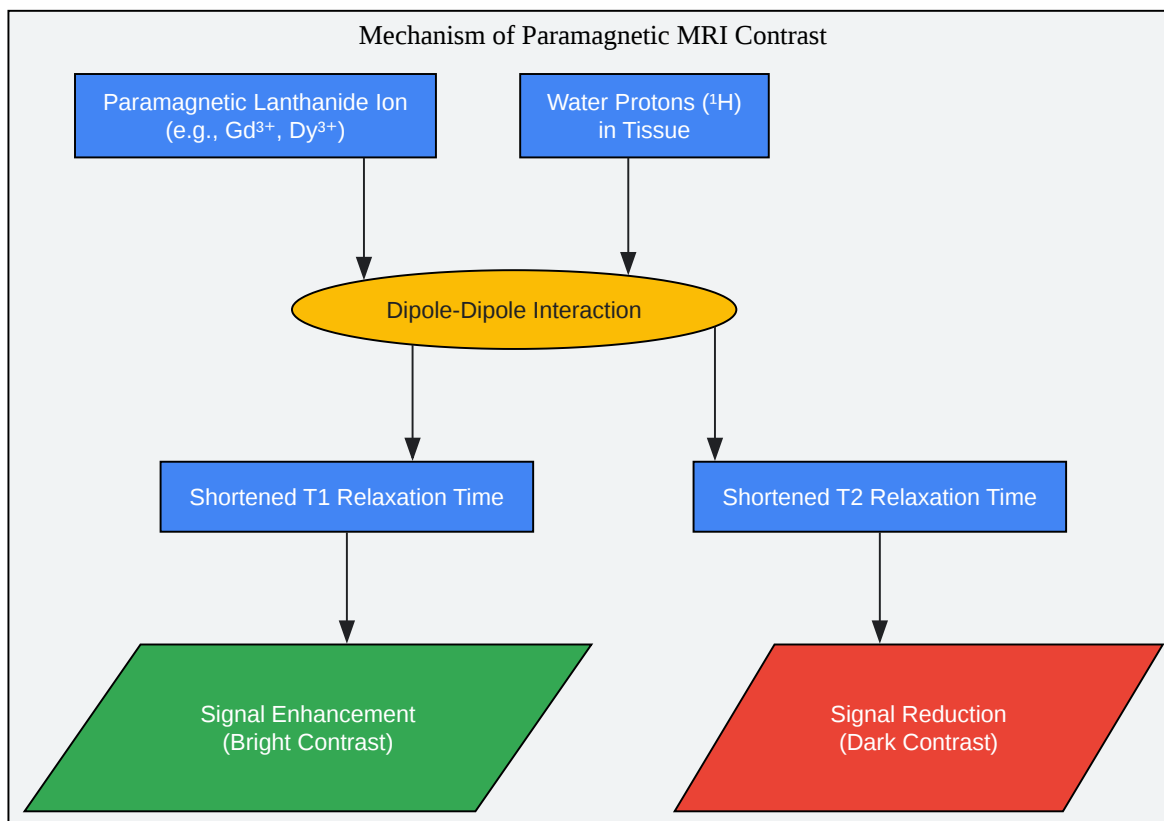 Mechanism of Paramagnetic MRI Contrast
Paramagnetic Lanthanide Ion
(e.g., Gd³⁺, Dy³⁺)
Water Protons (¹H)
in Tissue
Dipole-Dipole Interaction
Shortened T1 Relaxation Time
Shortened T2 Relaxation Time
Signal Enhancement
(Bright Contrast)
Signal Reduction
(Dark Contrast)